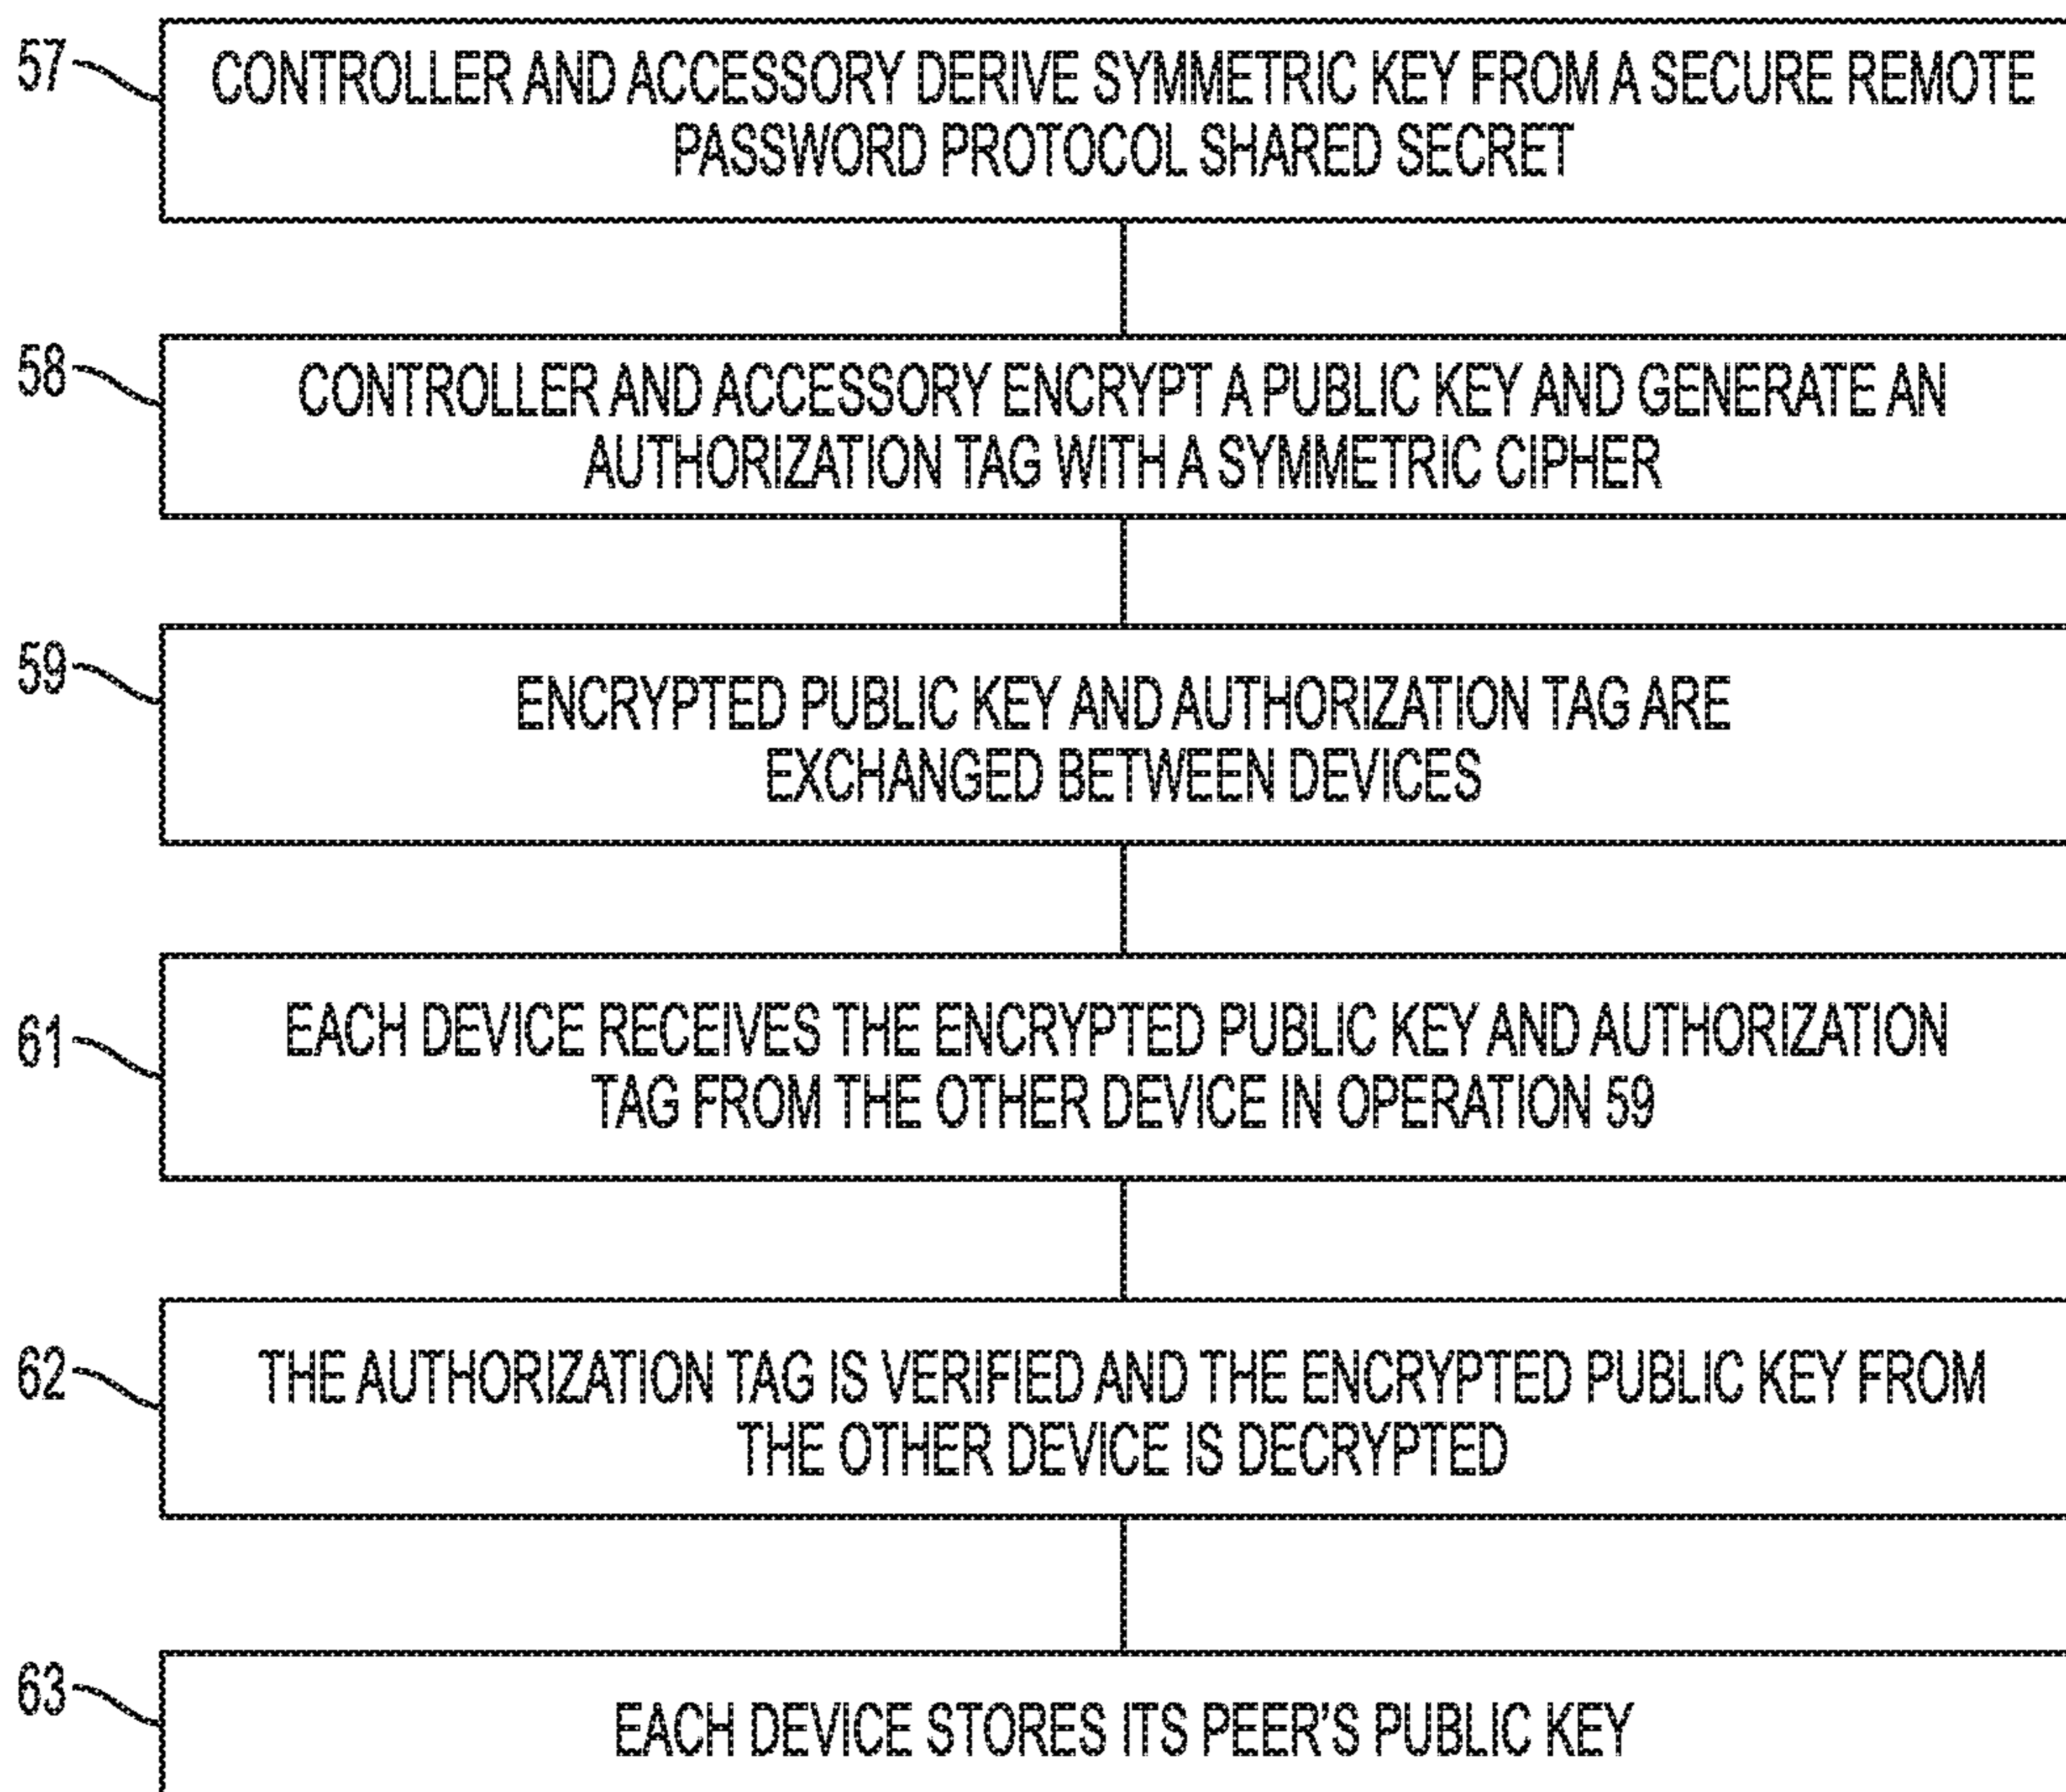 57
CONTROLLER AND ACCESSORY DERIVE SYMMETRIC KEY FROM A SECURE REMOTE
PASSWORD PROTOCOL SHARED SECRET
58
CONTROLLER AND ACCESSORY ENCRYPT A PUBLIC KEY AND GENERATE AN
AUTHORIZATION TAG WITH A SYMMETRIC CIPHER
59
ENCRYPTED PUBLIC KEY AND AUTHORIZATION TAG ARE
EXCHANGED BETWEEN DEVICES
61
EACH DEVICE RECEIVES THE ENCRYPTED PUBLIC KEY AND AUTHORIZATION
TAG FROM THE OTHER DEVICE IN OPERATION 59
62
THE AUTHORIZATION TAG IS VERIFIED AND THE ENCRYPTED PUBLIC KEY FROM
THE OTHER DEVICE IS DECRYPTED
63
EACH DEVICE STORES ITS PEER'S PUBLIC KEY